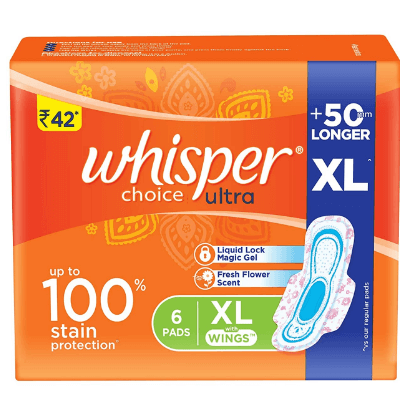 ₹42*
+50mm
LONGER
XL^
whisper®
choice ultra
Liquid Lock
Magic Gel
Fresh Flower
Scent
up to
100%
stain
protection^
6
PADS
XL
with
WINGS™
^vs our regular pads